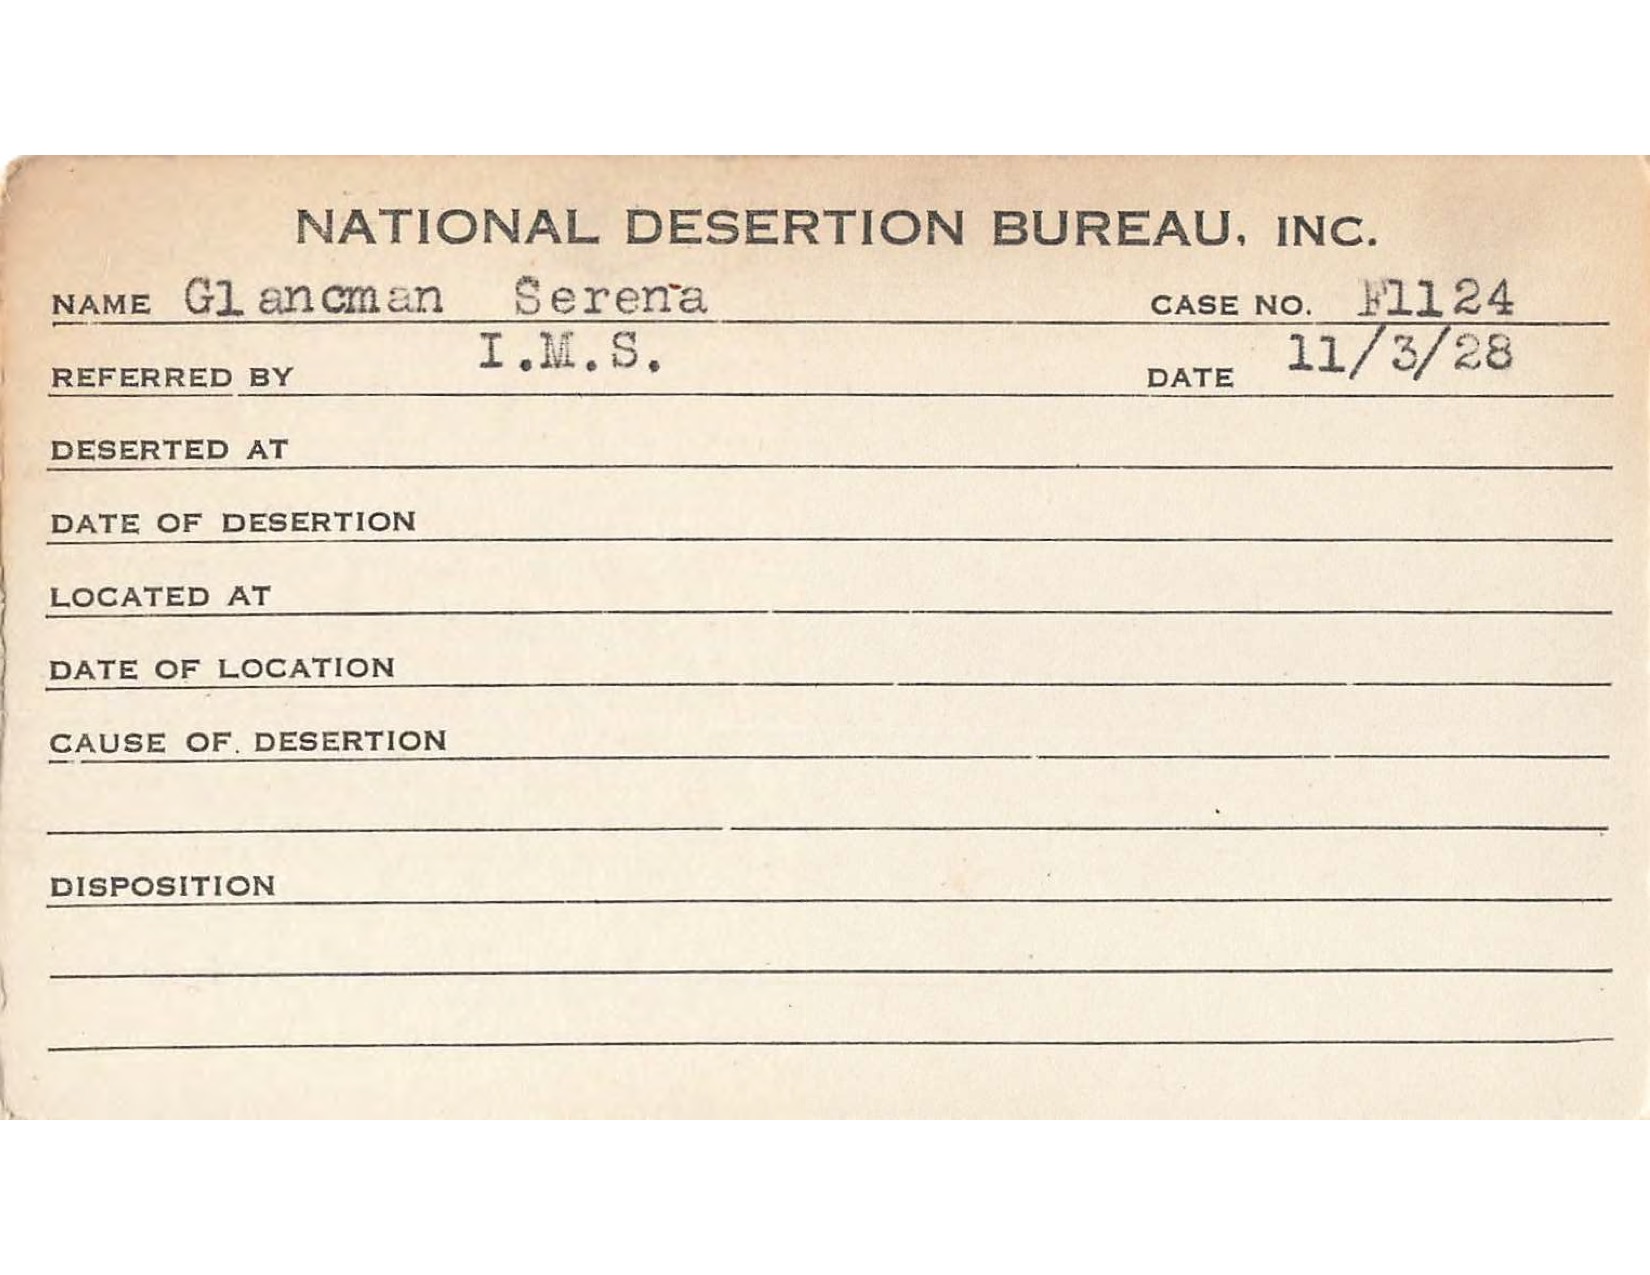 NATIONAL DESERTION BUREAU, INC.
NAME Glancman Serena CASE NO. F1124
REFERRED BY I.M.S. DATE 11/3/28
DESERTED AT
DATE OF DESERTION
LOCATED AT
DATE OF LOCATION
CAUSE OF DESERTION
DISPOSITION